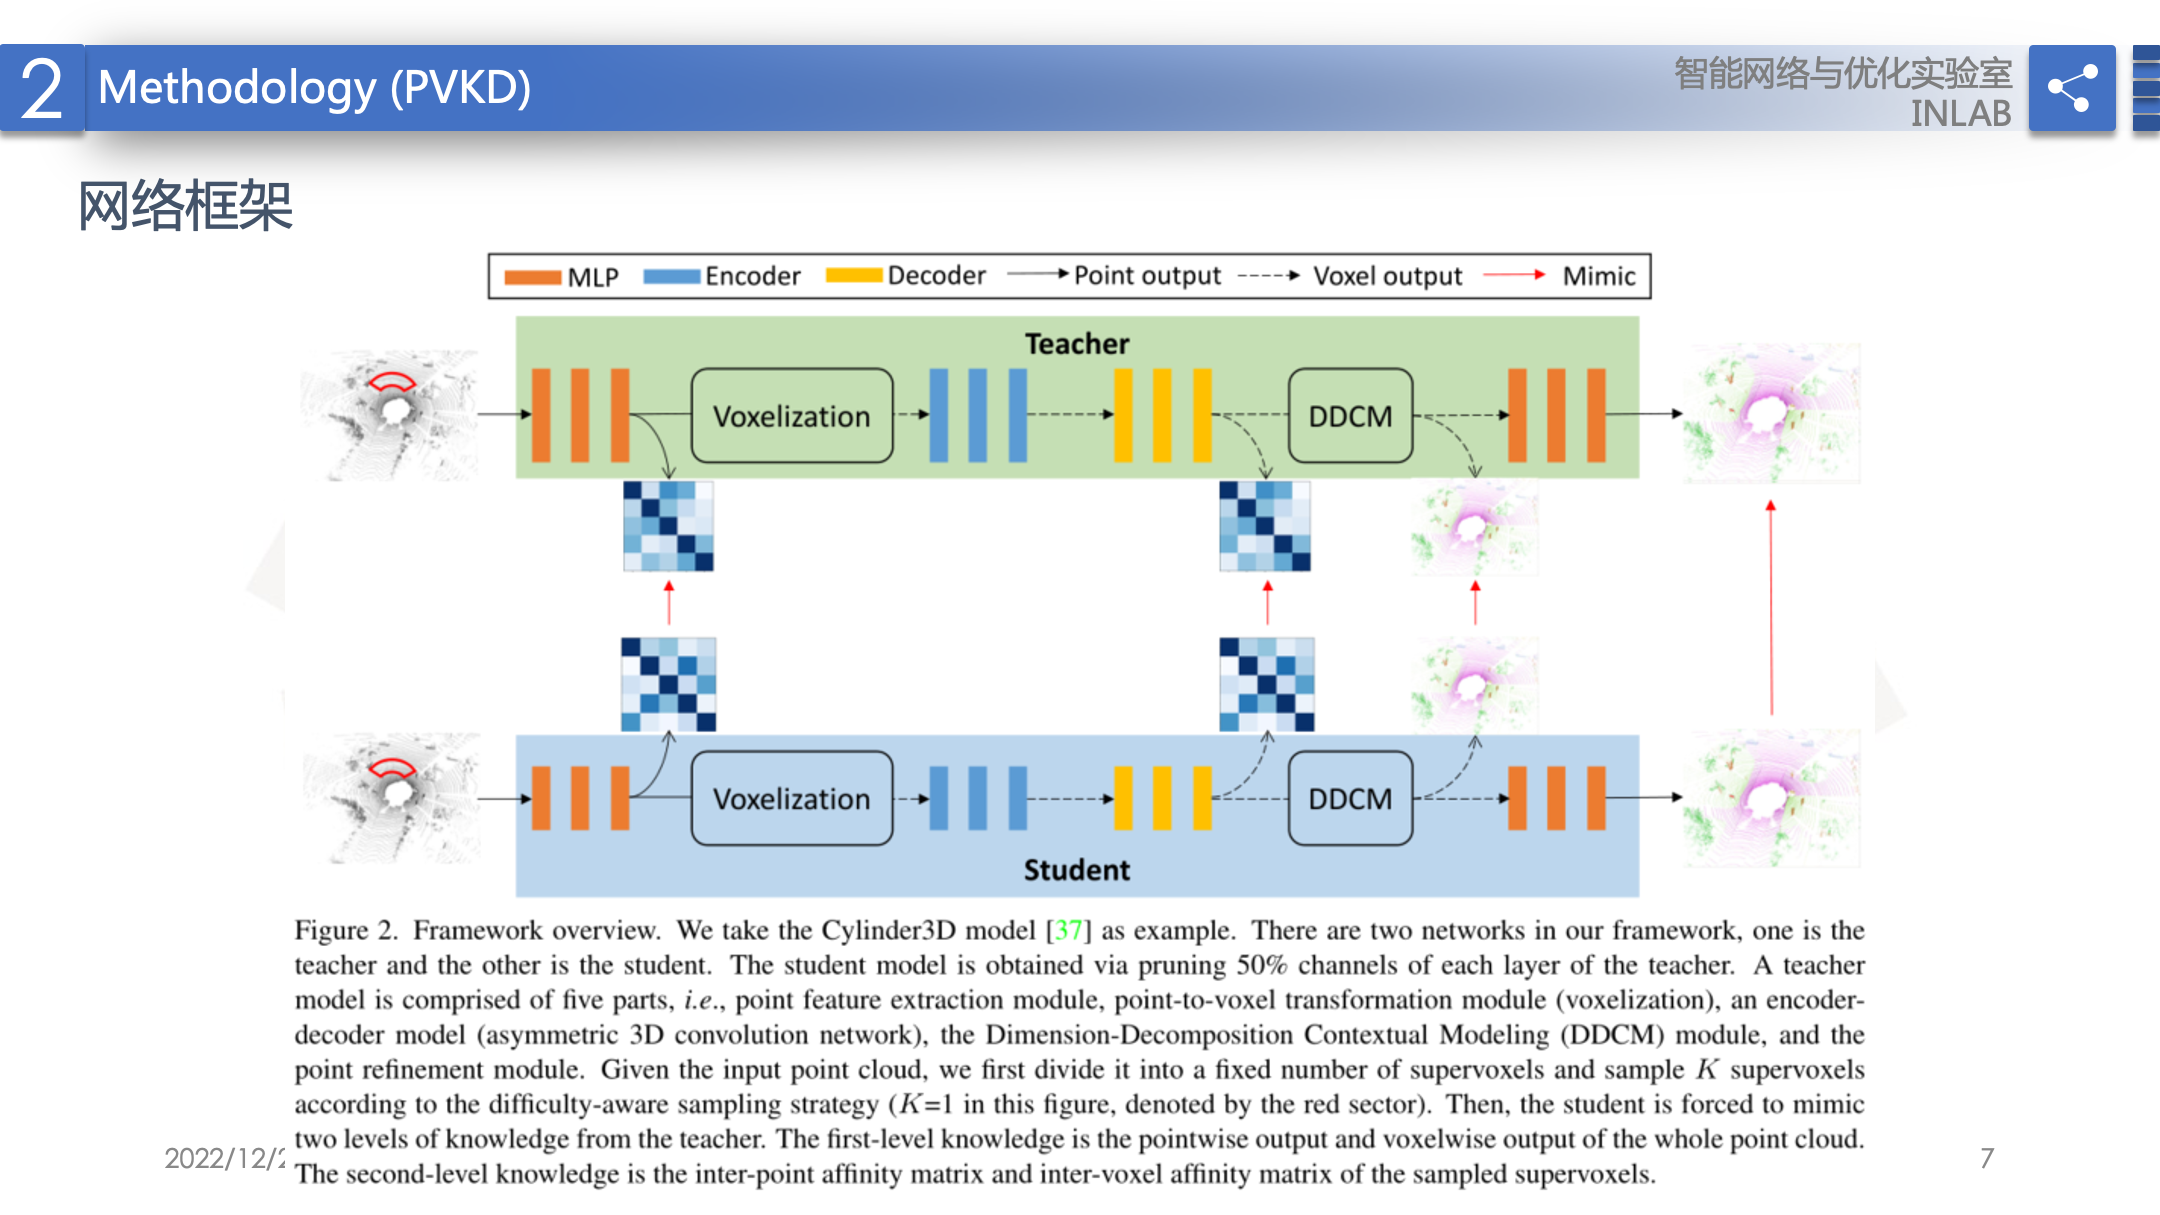 2
Methodology (PVKD)
智能网络与优化实验室
INLAB
网络框架
MLP Encoder Decoder Point output Voxel output Mimic
Teacher
Voxelization
DDCM
Voxelization
DDCM
Student
Figure 2. Framework overview. We take the Cylinder3D model [37] as example. There are two networks in our framework, one is the
teacher and the other is the student. The student model is obtained via pruning 50% channels of each layer of the teacher. A teacher
model is comprised of five parts, i.e., point feature extraction module, point-to-voxel transformation module (voxelization), an encoder-
decoder model (asymmetric 3D convolution network), the Dimension-Decomposition Contextual Modeling (DDCM) module, and the
point refinement module. Given the input point cloud, we first divide it into a fixed number of supervoxels and sample K supervoxels
according to the difficulty-aware sampling strategy (K=1 in this figure, denoted by the red sector). Then, the student is forced to mimic
two levels of knowledge from the teacher. The first-level knowledge is the pointwise output and voxelwise output of the whole point cloud.
The second-level knowledge is the inter-point affinity matrix and inter-voxel affinity matrix of the sampled supervoxels.
2022/12/
7